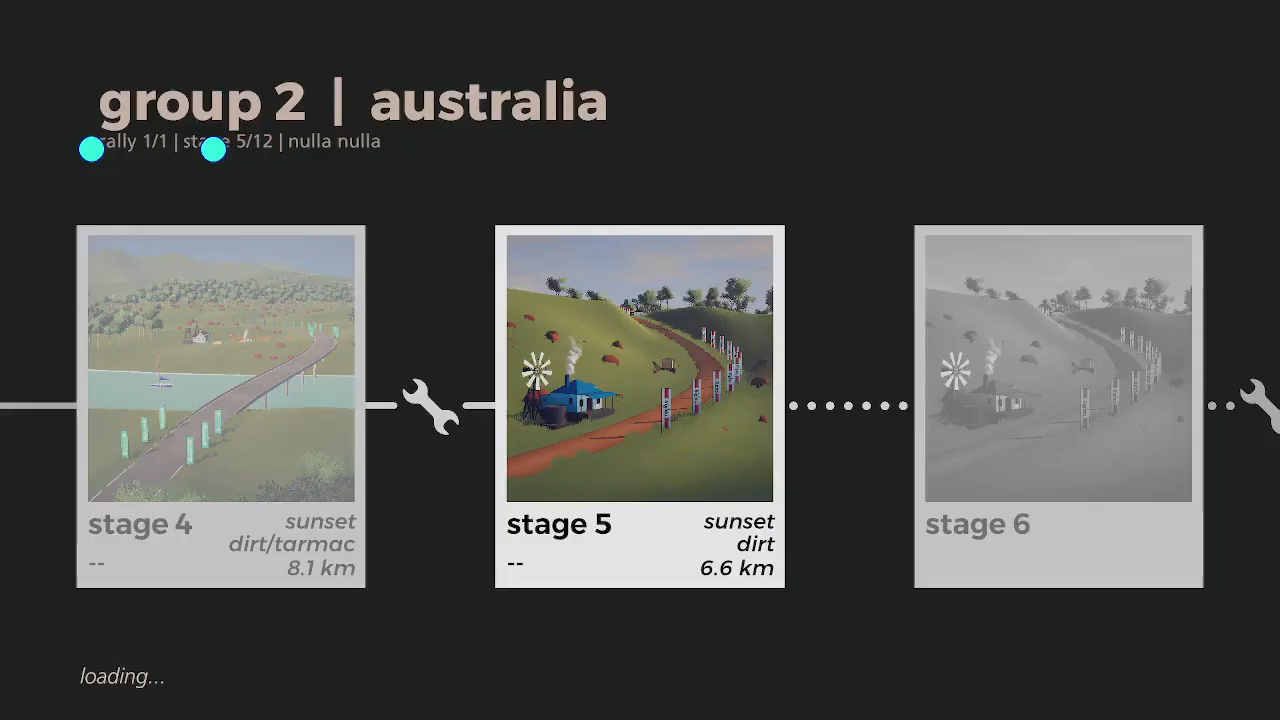 group 2 | australia
rally 1/1 | stage 5/12 | nulla nulla
stage 4
sunset
dirt/tarmac
--
8.1 km
stage 5
sunset
dirt
--
6.6 km
stage 6
loading...